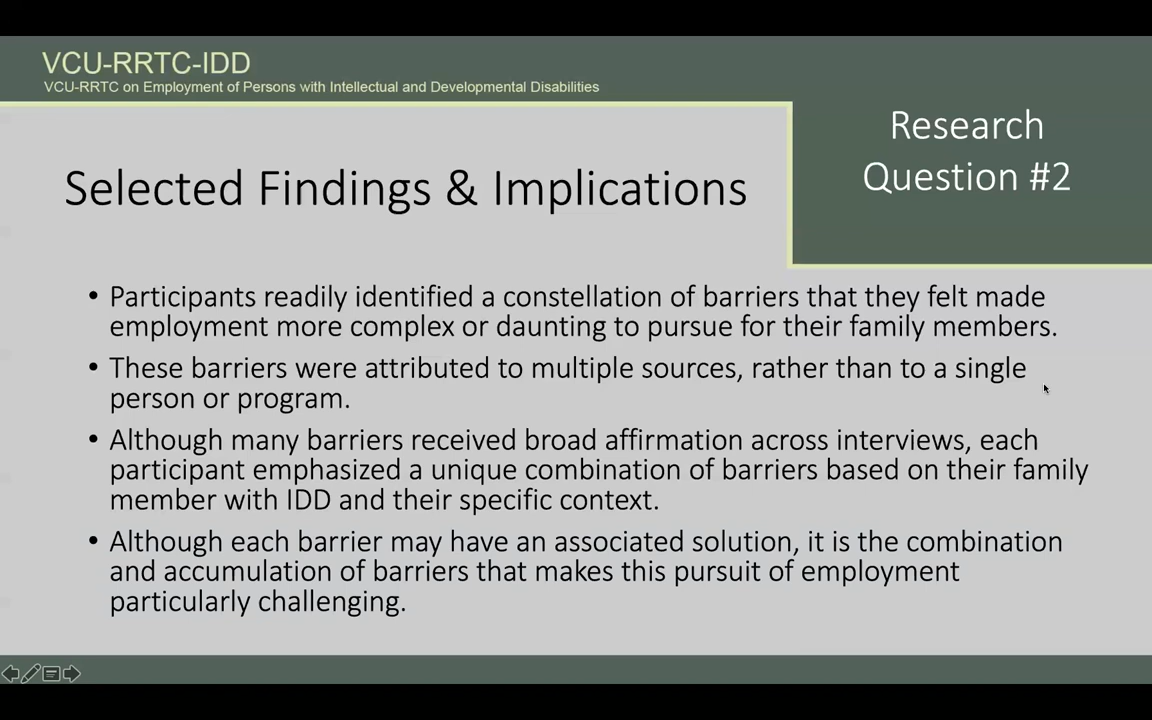 VCU-RRTC-IDD
VCU-RRTC on Employment of Persons with Intellectual and Developmental Disabilities
Research
Question #2
Selected Findings & Implications
• Participants readily identified a constellation of barriers that they felt made
employment more complex or daunting to pursue for their family members.
• These barriers were attributed to multiple sources, rather than to a single
person or program.
• Although many barriers received broad affirmation across interviews, each
participant emphasized a unique combination of barriers based on their family
member with IDD and their specific context.
• Although each barrier may have an associated solution, it is the combination
and accumulation of barriers that makes this pursuit of employment
particularly challenging.